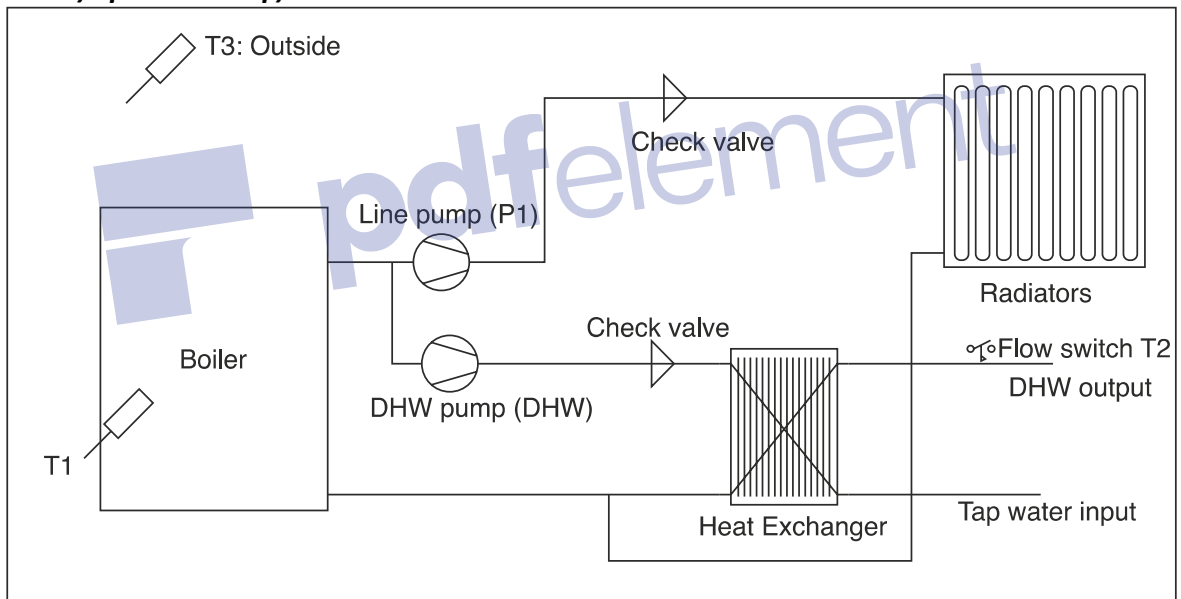 T3: Outside
Check valve
Line pump (P1)
pdfelement
Radiators
Check valve
Boiler
Flow switch T2
DHW output
DHW pump (DHW)
T1
Tap water input
Heat Exchanger